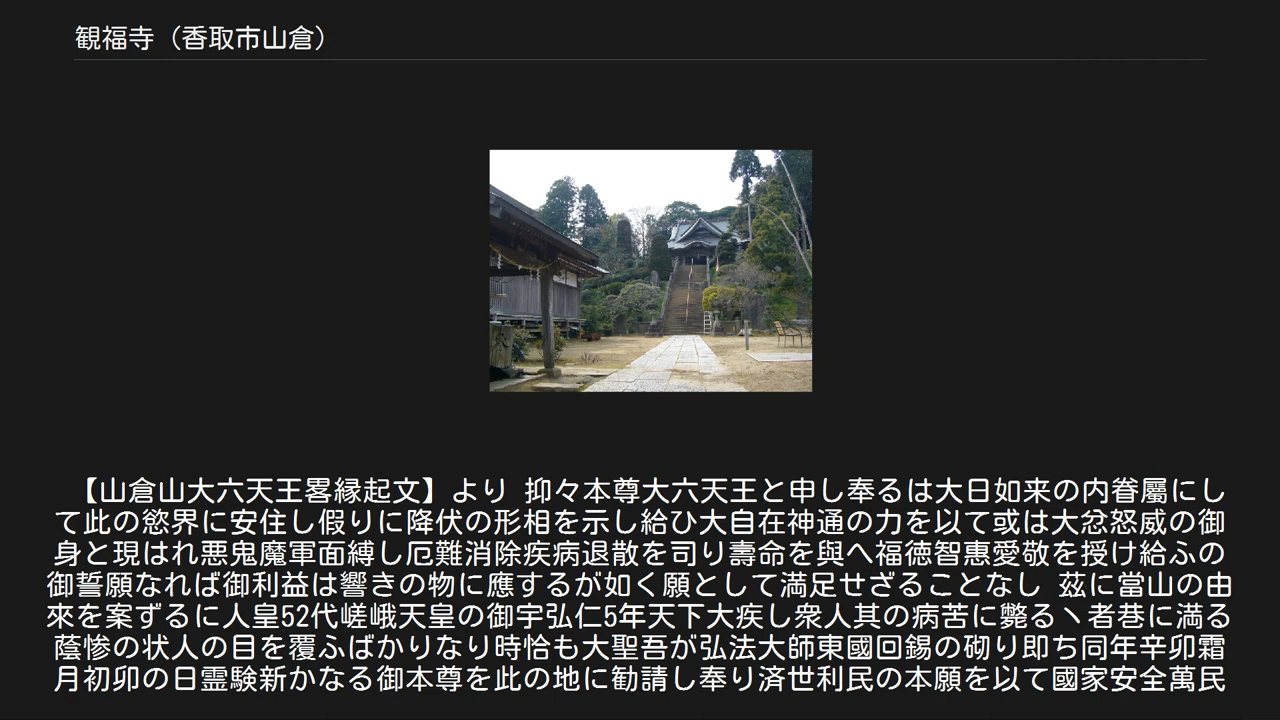 観福寺（香取市山倉）
【山倉山大六天王畧縁起文】より 抑々本尊大六天王と申し奉るは大日如来の内眷屬にし
て此の慾界に安住し假りに降伏の形相を示し給ひ大自在神通の力を以て或は大忿怒威の御
身と現はれ悪鬼魔軍面縛し厄難消除疾病退散を司り壽命を與へ福徳智惠愛敬を授け給ふの
御誓願なれば御利益は響きの物に應するが如く願として満足せざることなし 茲に當山の由
來を案ずるに人皇52代嵯峨天皇の御宇弘仁5年天下大疾し衆人其の病苦に斃るヽ者巷に満る
蔭惨の状人の目を覆ふばかりなり時恰も大聖吾が弘法大師東國回錫の砌り即ち同年辛卯霜
月初卯の日霊験新かなる御本尊を此の地に勧請し奉り済世利民の本願を以て國家安全萬民